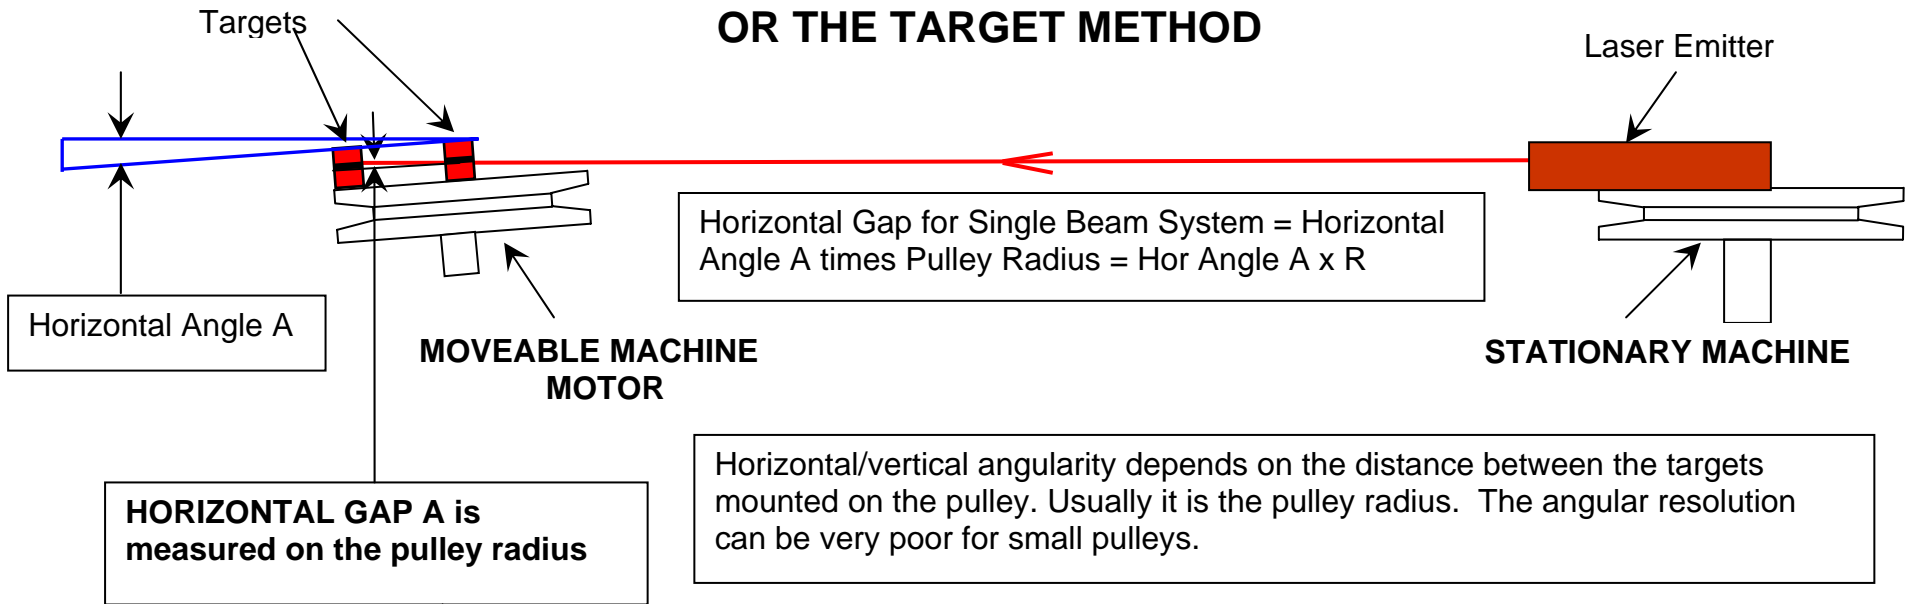 OR THE TARGET METHOD
Targets
Laser Emitter
Horizontal Gap for Single Beam System = Horizontal
Angle A times Pulley Radius = Hor Angle A x R
Horizontal Angle A
MOVEABLE MACHINE
MOTOR
STATIONARY MACHINE
HORIZONTAL GAP A is
measured on the pulley radius
Horizontal/vertical angularity depends on the distance between the targets
mounted on the pulley. Usually it is the pulley radius.  The angular resolution
can be very poor for small pulleys.